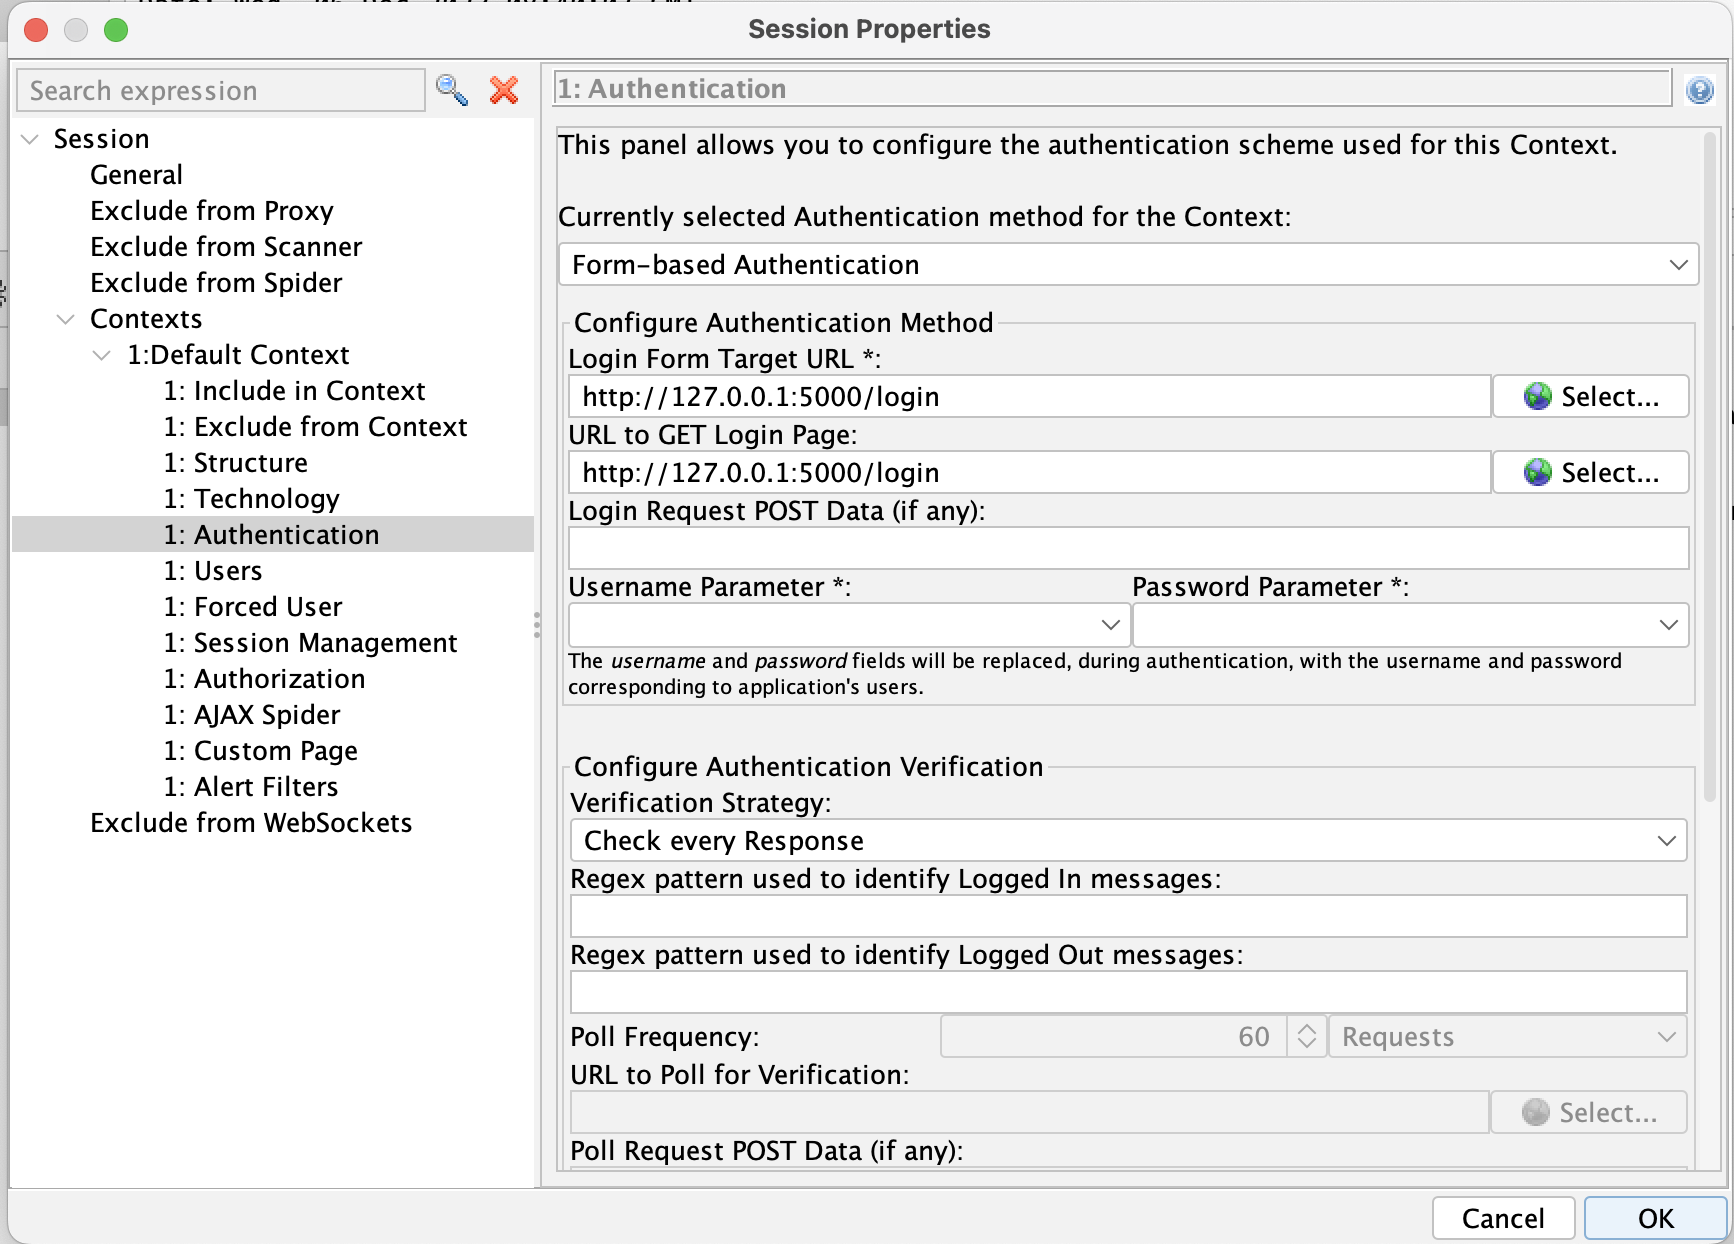 Session Properties
Search expression
Session
General
Exclude from Proxy
Exclude from Scanner
Exclude from Spider
Contexts
1:Default Context
1: Include in Context
1: Exclude from Context
1: Structure
1: Technology
1: Authentication
1: Users
1: Forced User
1: Session Management
1: Authorization
1: AJAX Spider
1: Custom Page
1: Alert Filters
Exclude from WebSockets
1: Authentication
This panel allows you to configure the authentication scheme used for this Context.
Currently selected Authentication method for the Context:
Form-based Authentication
Configure Authentication Method
Login Form Target URL *:
http://127.0.0.1:5000/login
Select...
URL to GET Login Page:
http://127.0.0.1:5000/login
Select...
Login Request POST Data (if any):
Username Parameter *:
Password Parameter *:
The username and password fields will be replaced, during authentication, with the username and password
corresponding to application's users.
Configure Authentication Verification
Verification Strategy:
Check every Response
Regex pattern used to identify Logged In messages:
Regex pattern used to identify Logged Out messages:
Poll Frequency:
60
Requests
URL to Poll for Verification:
Select...
Poll Request POST Data (if any):
Cancel
OK